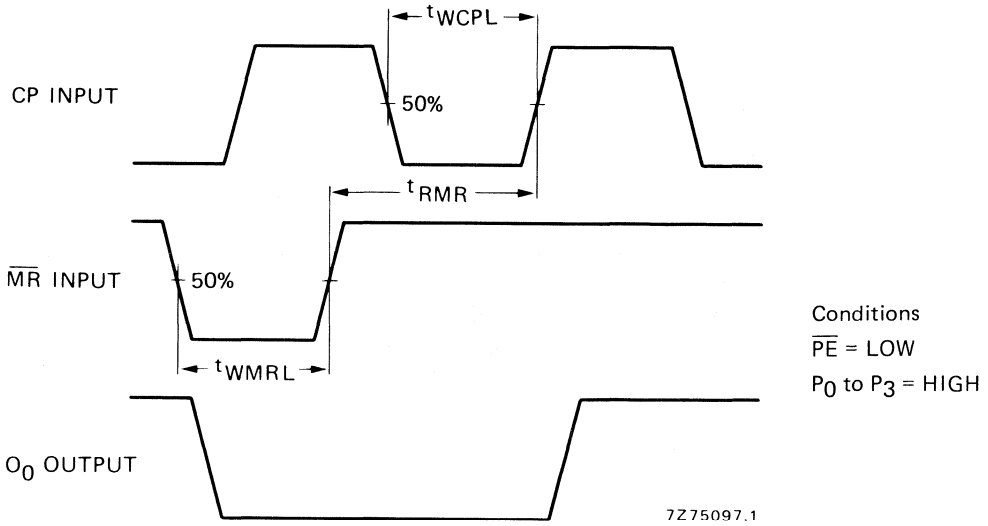 tWCPL
CP INPUT
50%
tRMR
MR INPUT
50%
Conditions
PE = LOW
P0 to P3 = HIGH
tWMRL
O0 OUTPUT
7Z75097.1